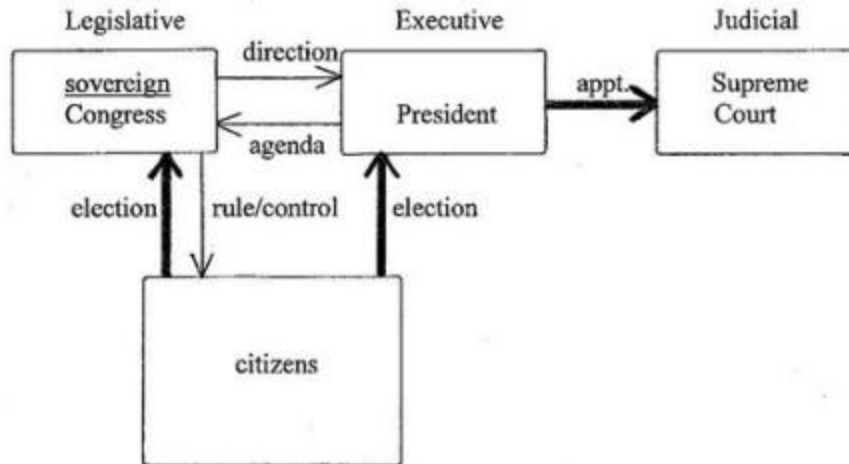 Legislative
Executive
Judicial
direction
sovereign
Congress
President
appt.
Supreme
Court
agenda
election
rule/control
election
citizens